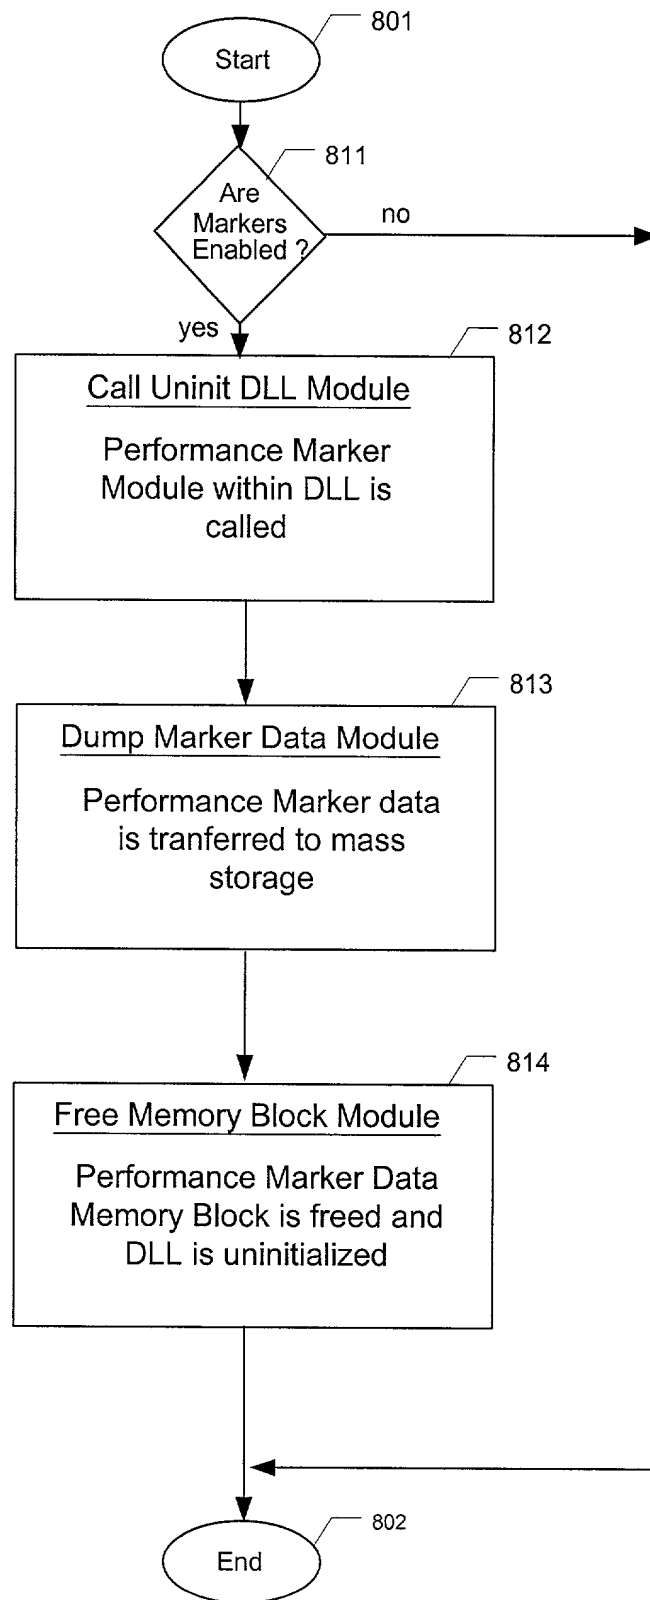 801
Start
811
Are
Markers
Enabled ?
no
yes
812
Call Uninit DLL Module
Performance Marker
Module within DLL is
called
813
Dump Marker Data Module
Performance Marker data
is tranferred to mass
storage
814
Free Memory Block Module
Performance Marker Data
Memory Block is freed and
DLL is uninitialized
802
End